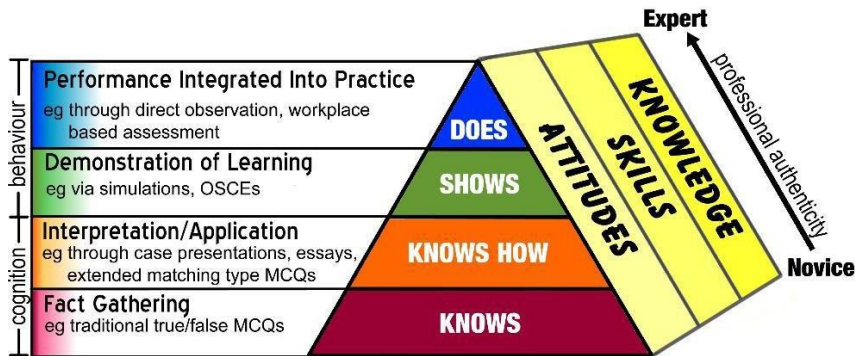 Expert
Performance Integrated Into Practice
eg through direct observation, workplace
based assessment
DOES
Demonstration of Learning
eg via simulations, OSCEs
SHOWS
behaviour
Interpretation/Application
eg through case presentations, essays,
extended matching type MCQs
KNOWS HOW
Fact Gathering
eg traditional true/false MCQs
KNOWS
cognition
ATTITUDES
SKILLS
KNOWLEDGE
professional authenticity
Novice